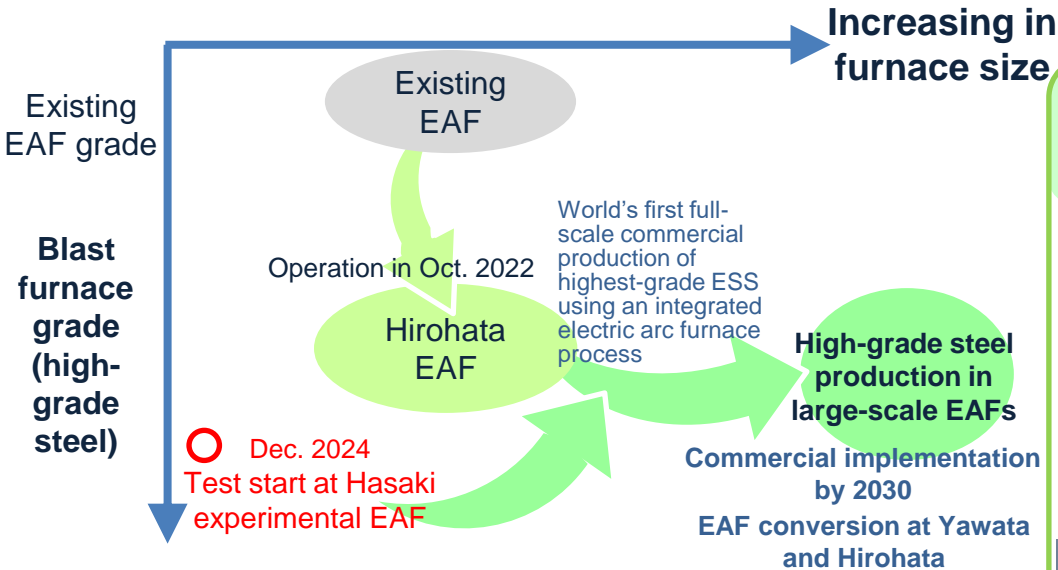 Increasing in
furnace size
Existing
EAF grade
Existing
EAF
Blast
furnace
grade
(high-
grade
steel)
Operation in Oct. 2022
World's first full-
scale commercial
production of
highest-grade ESS
using an integrated
electric arc furnace
process
Hirohata
EAF
High-grade steel
production in
large-scale EAFs
Dec. 2024
Test start at Hasaki
experimental EAF
Commercial implementation
by 2030
EAF conversion at Yawata
and Hirohata